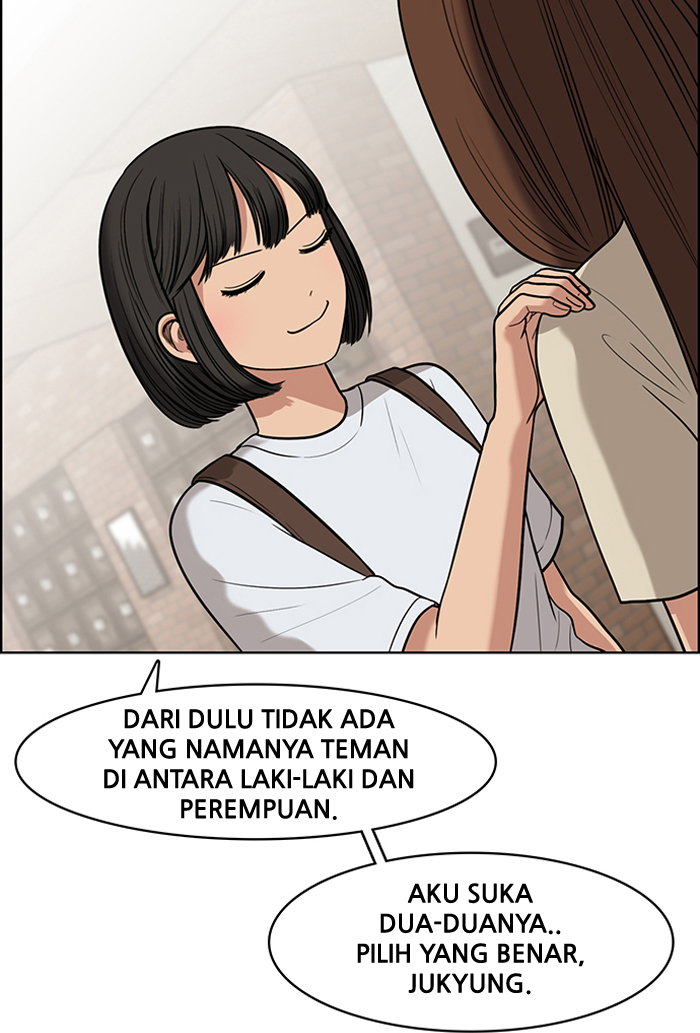 DARI DULU TIDAK ADA
YANG NAMANYA TEMAN
DI ANTARA LAKI-LAKI DAN
PEREMPUAN.
AKU SUKA
DUA-DUANYA..
PILIH YANG BENAR,
JUKYUNG.